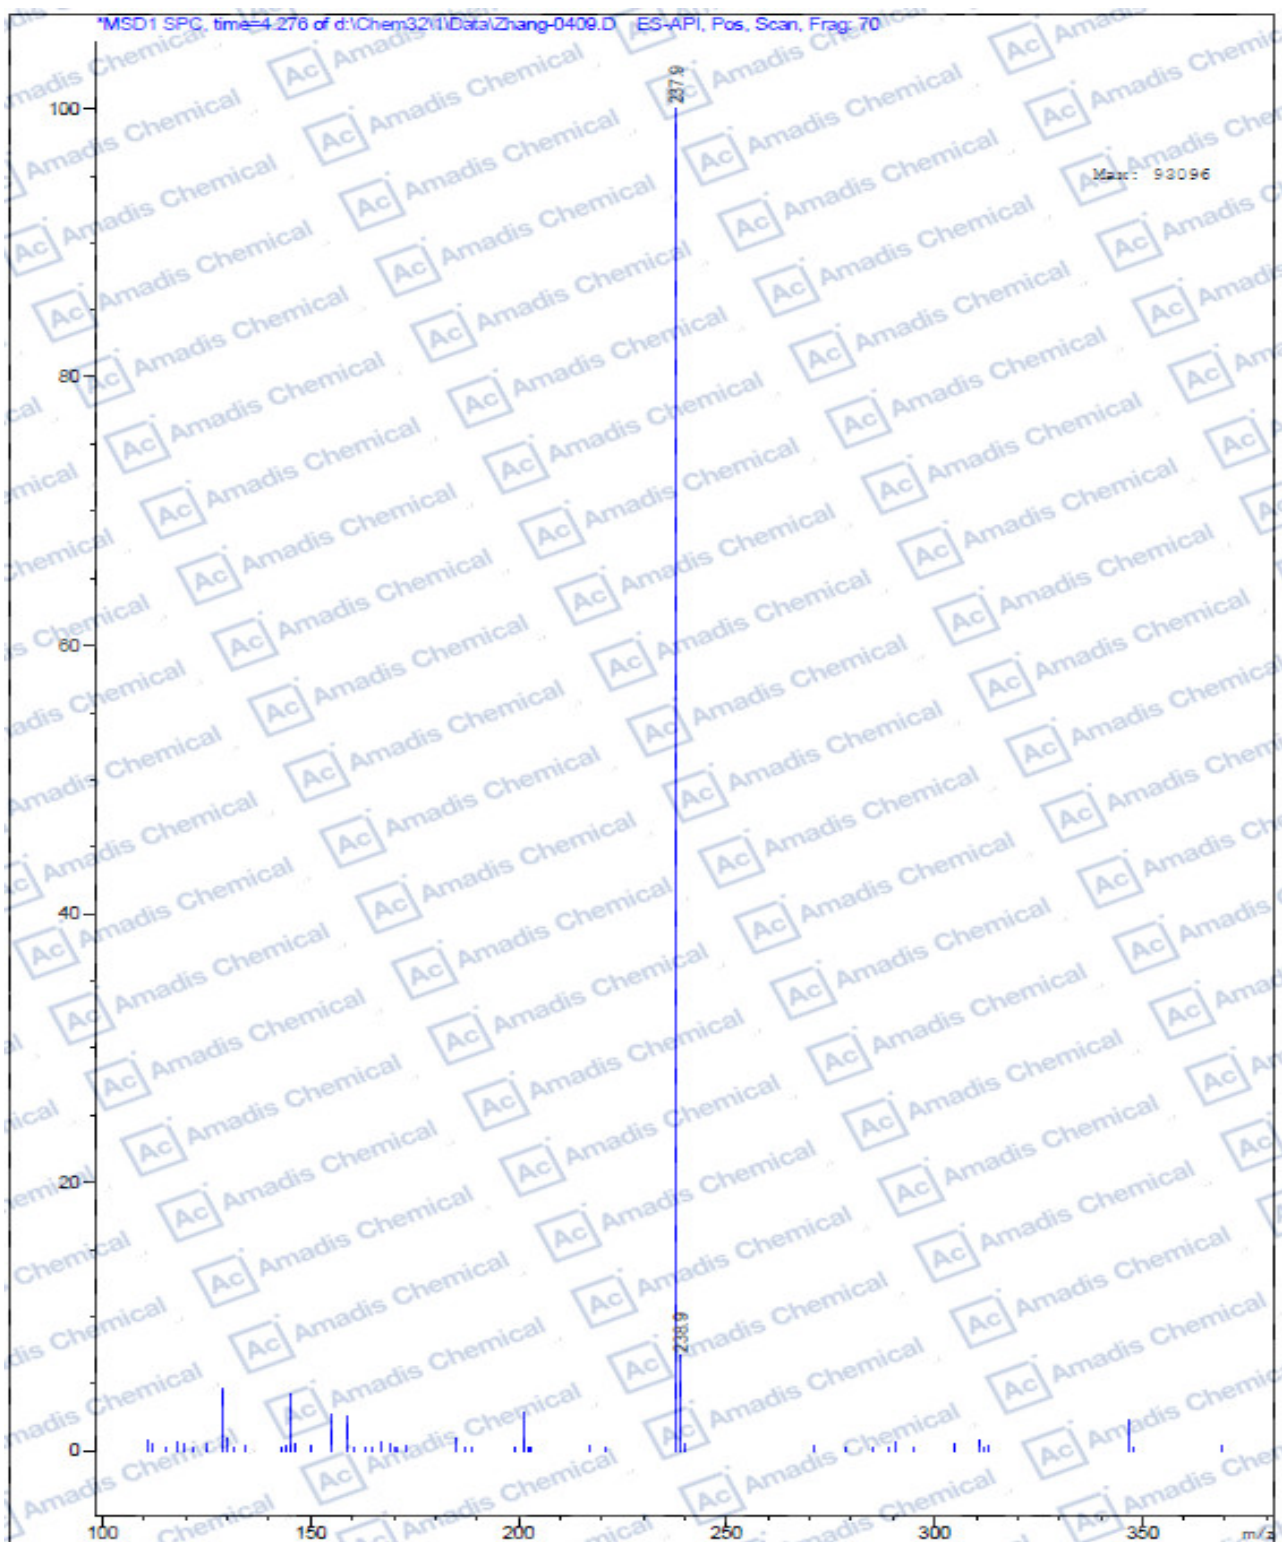 *MSD1 SPC, time=4.276 of d:\Chem32\1\Data\Zhang-0409.D    ES-API, Pos, Scan, Frag: 70
237.9
100
Max: 93096
80
60
40
20
238.9
0
100 150 200 250 300 350 m/z
Ac Amadis Chemical